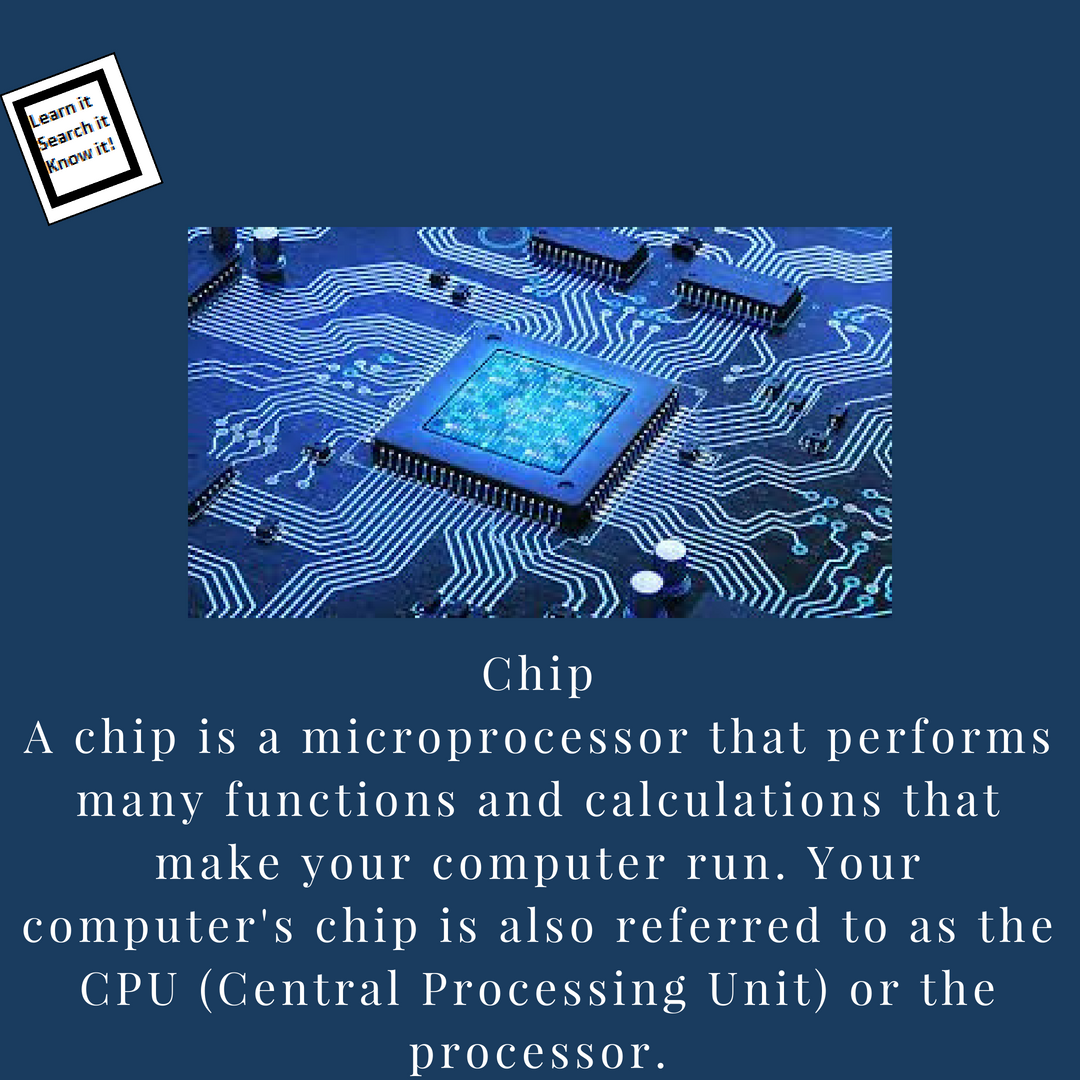 Learn it
Search it
Know it!
Chip
A chip is a microprocessor that performs
many functions and calculations that
make your computer run. Your
computer's chip is also referred to as the
CPU (Central Processing Unit) or the
processor.